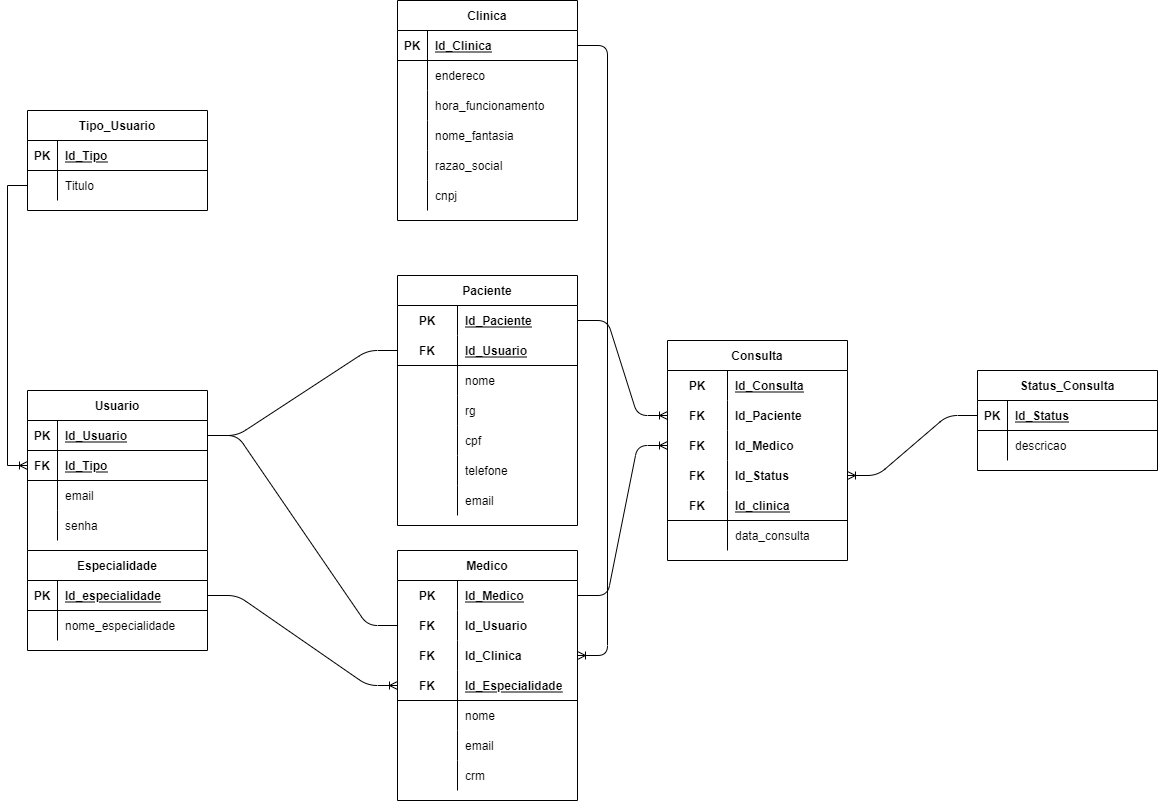 Clinica
PK Id_Clinica
endereco
hora_funcionamento
nome_fantasia
razao_social
cnpj
Tipo_Usuario
PK Id_Tipo
Titulo
Paciente
PK Id_Paciente
FK Id_Usuario
nome
rg
cpf
telefone
email
Usuario
PK Id_Usuario
FK Id_Tipo
email
senha
Especialidade
PK Id_especialidade
nome_especialidade
Medico
PK Id_Medico
FK Id_Usuario
FK Id_Clinica
FK Id_Especialidade
nome
email
crm
Consulta
PK Id_Consulta
FK Id_Paciente
FK Id_Medico
FK Id_Status
FK Id_clinica
data_consulta
Status_Consulta
PK Id_Status
descricao